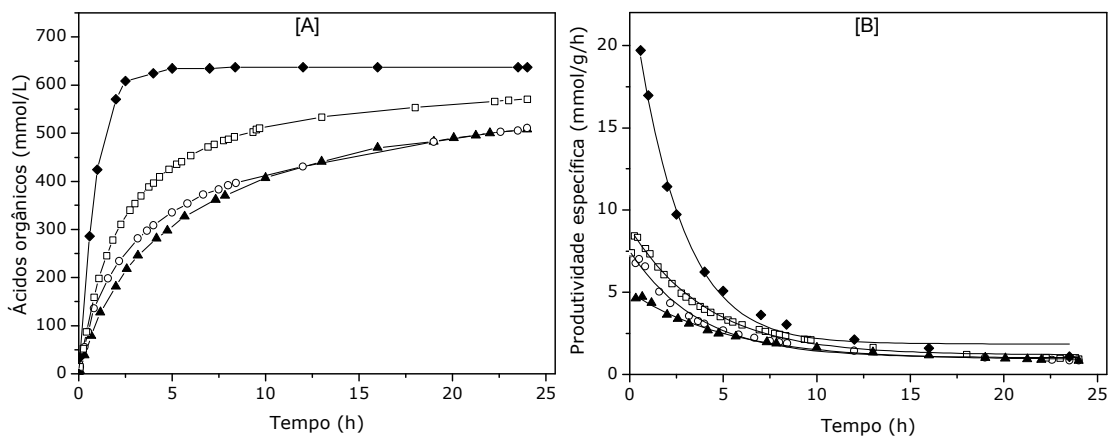 [A]
Ácidos orgânicos (mmol/L)
700
600
500
400
300
200
100
0
0 5 10 15 20 25
Tempo (h)
[B]
Produtividade específica (mmol/g/h)
20
15
10
5
0
0 5 10 15 20 25
Tempo (h)